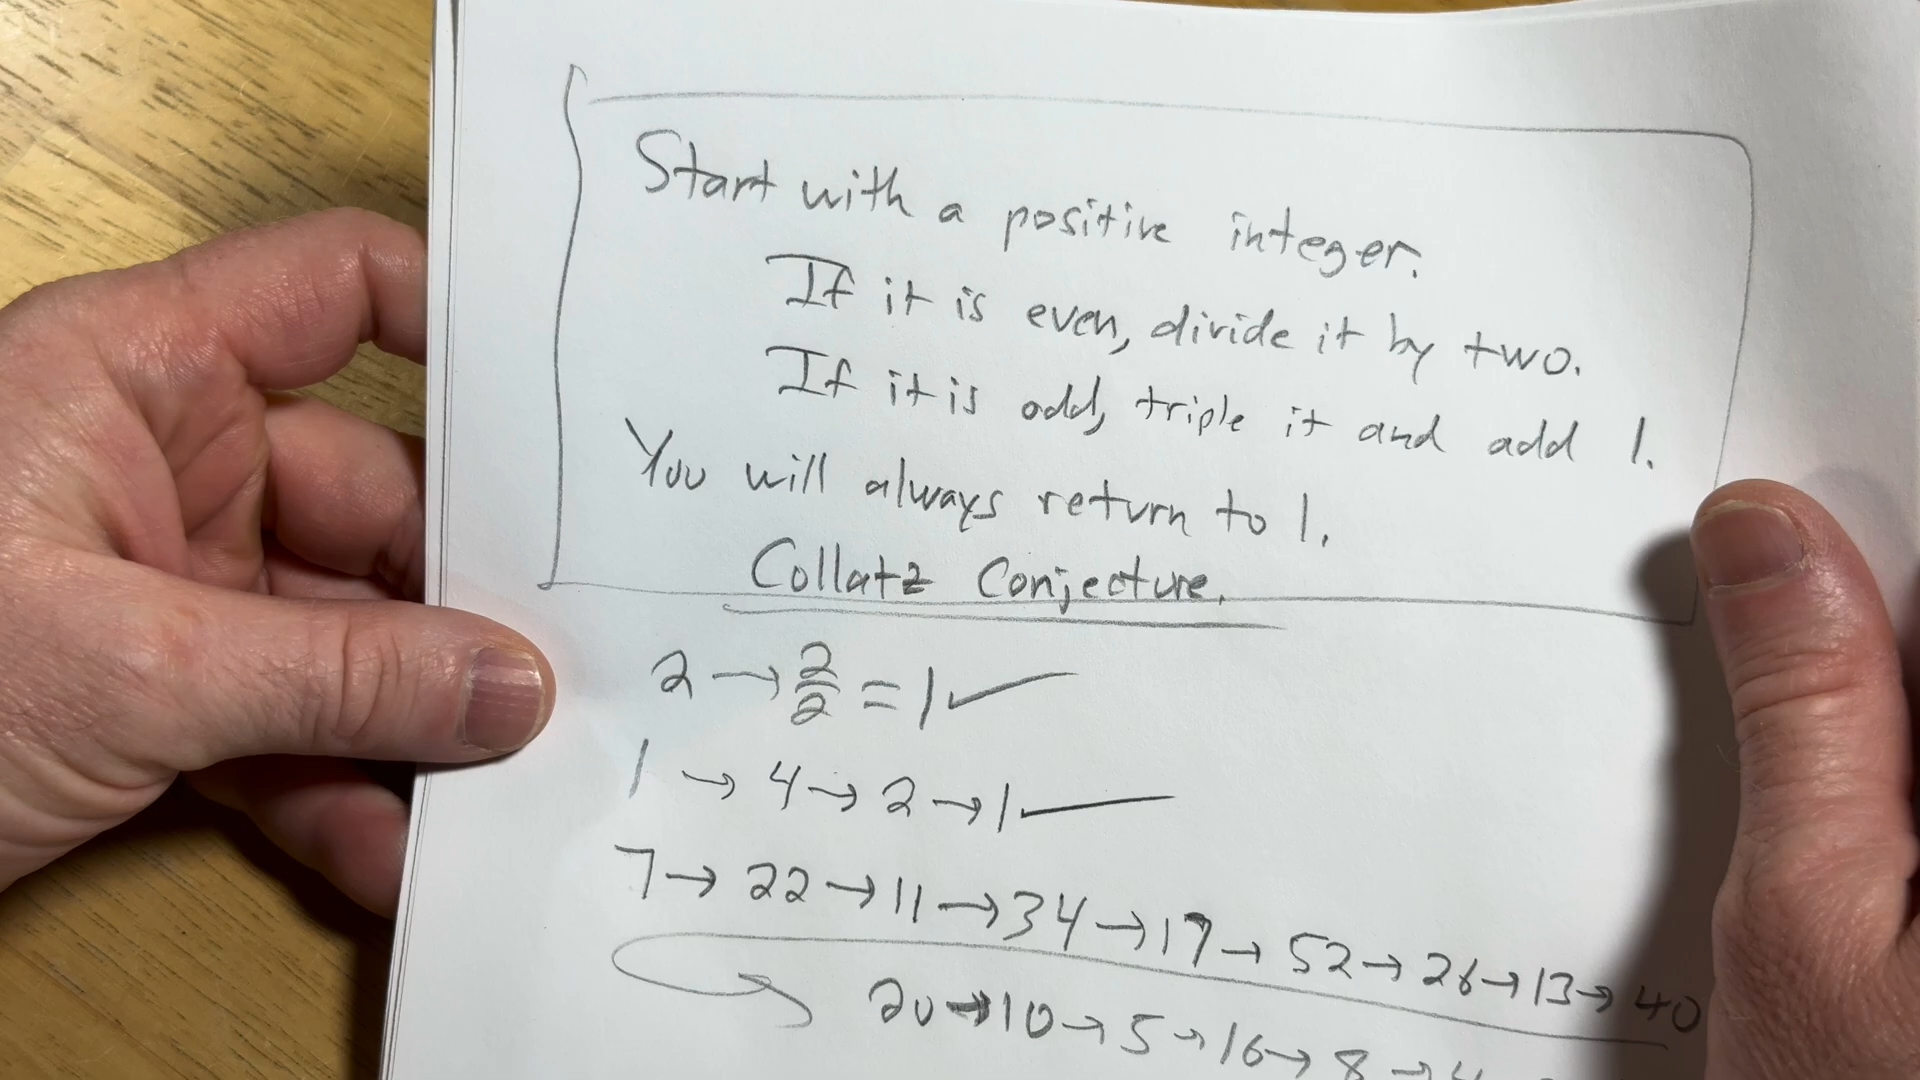 Start with a positive integer.
If it is even, divide it by two.
If it is odd, triple it and add 1.
You will always return to 1.
Collatz Conjecture.
2 → 2/2 = 1 ✓
1 → 4 → 2 → 1 ✓
7 → 22 → 11 → 34 → 17 → 52 → 26 → 13 → 40
20 → 10 → 5 → 16 → 8 → 4